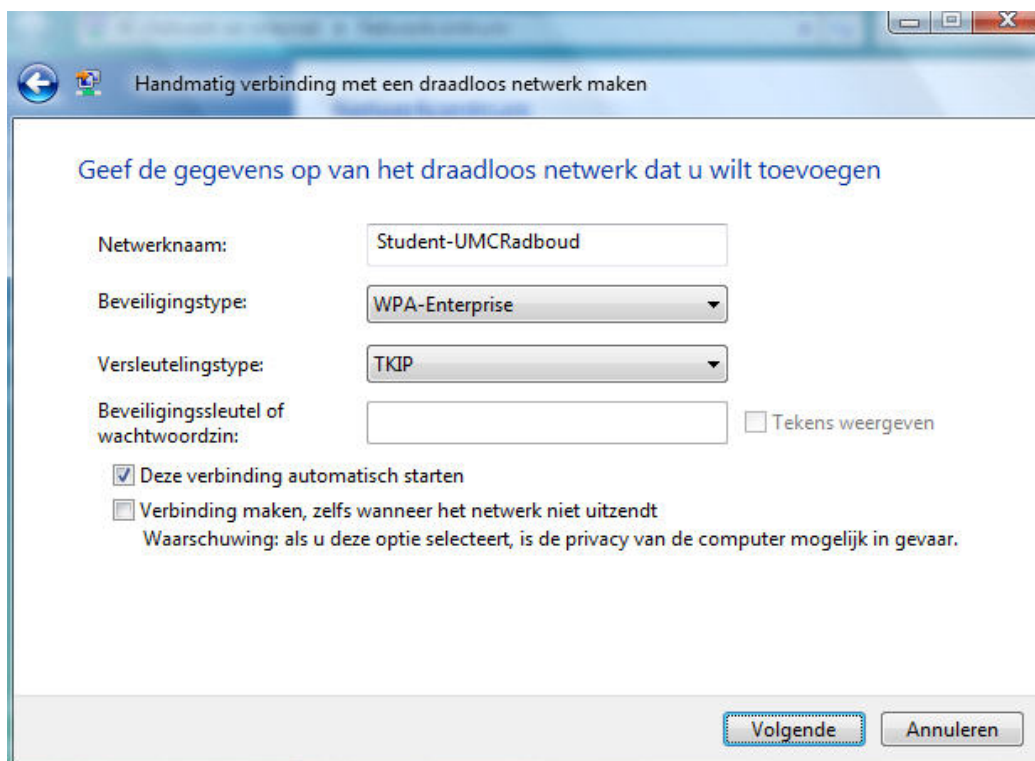 Handmatig verbinding met een draadloos netwerk maken
Geef de gegevens op van het draadloos netwerk dat u wilt toevoegen
Netwerknaam: Student-UMCRadboud
Beveiligingstype: WPA-Enterprise
Versleutelingstype: TKIP
Beveiligingssleutel of
wachtwoordzin:
Tekens weergeven
Deze verbinding automatisch starten
Verbinding maken, zelfs wanneer het netwerk niet uitzendt
Waarschuwing: als u deze optie selecteert, is de privacy van de computer mogelijk in gevaar.
Volgende Annuleren